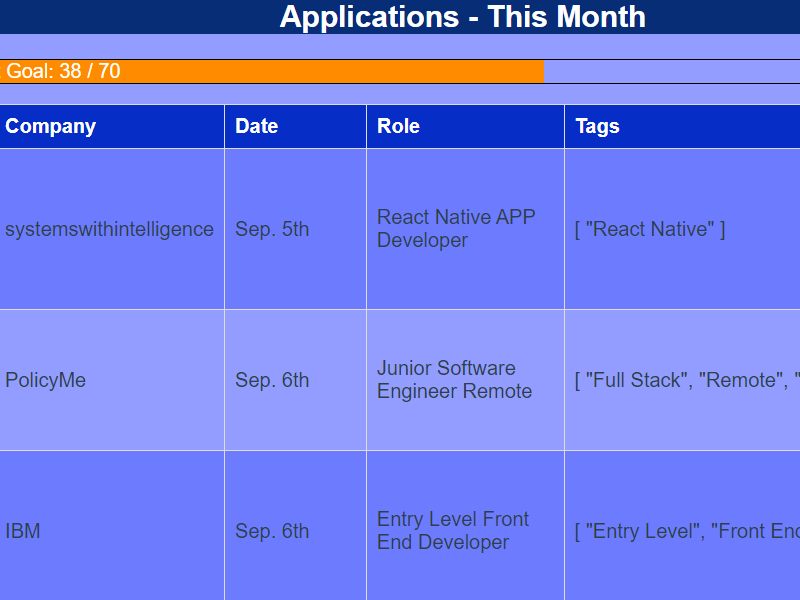 Applications - This Month
: Goal: 38 / 70
Company Date Role Tags
systemswithintelligence Sep. 5th React Native APP Developer [ "React Native" ]
PolicyMe Sep. 6th Junior Software Engineer Remote [ "Full Stack", "Remote", "
IBM Sep. 6th Entry Level Front End Developer [ "Entry Level", "Front End